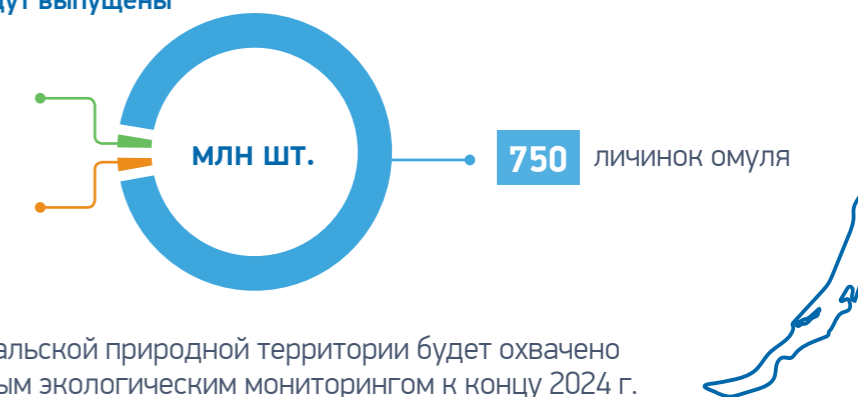 дут выпущены
млн шт.
750 личинок омуля
альской природной территории будет охвачено
ым экологическим мониторингом к концу 2024 г.